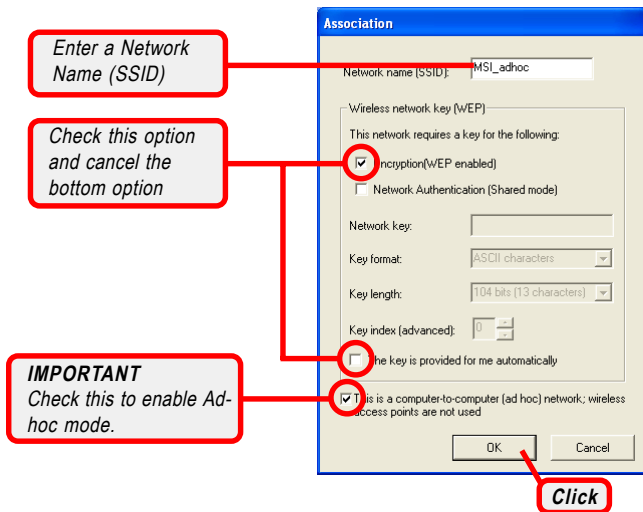 Association
Enter a Network
Name (SSID)
Network name (SSID): MSI_adhoc
Wireless network key (WEP)
This network requires a key for the following:
Check this option
and cancel the
bottom option
Encryption(WEP enabled)
Network Authentication (Shared mode)
Network key:
Key format: ASCII characters
Key length: 104 bits (13 characters)
Key index (advanced): 0
The key is provided for me automatically
IMPORTANT
Check this to enable Ad-
hoc mode.
This is a computer-to-computer (ad hoc) network; wireless
access points are not used
OK Cancel
Click